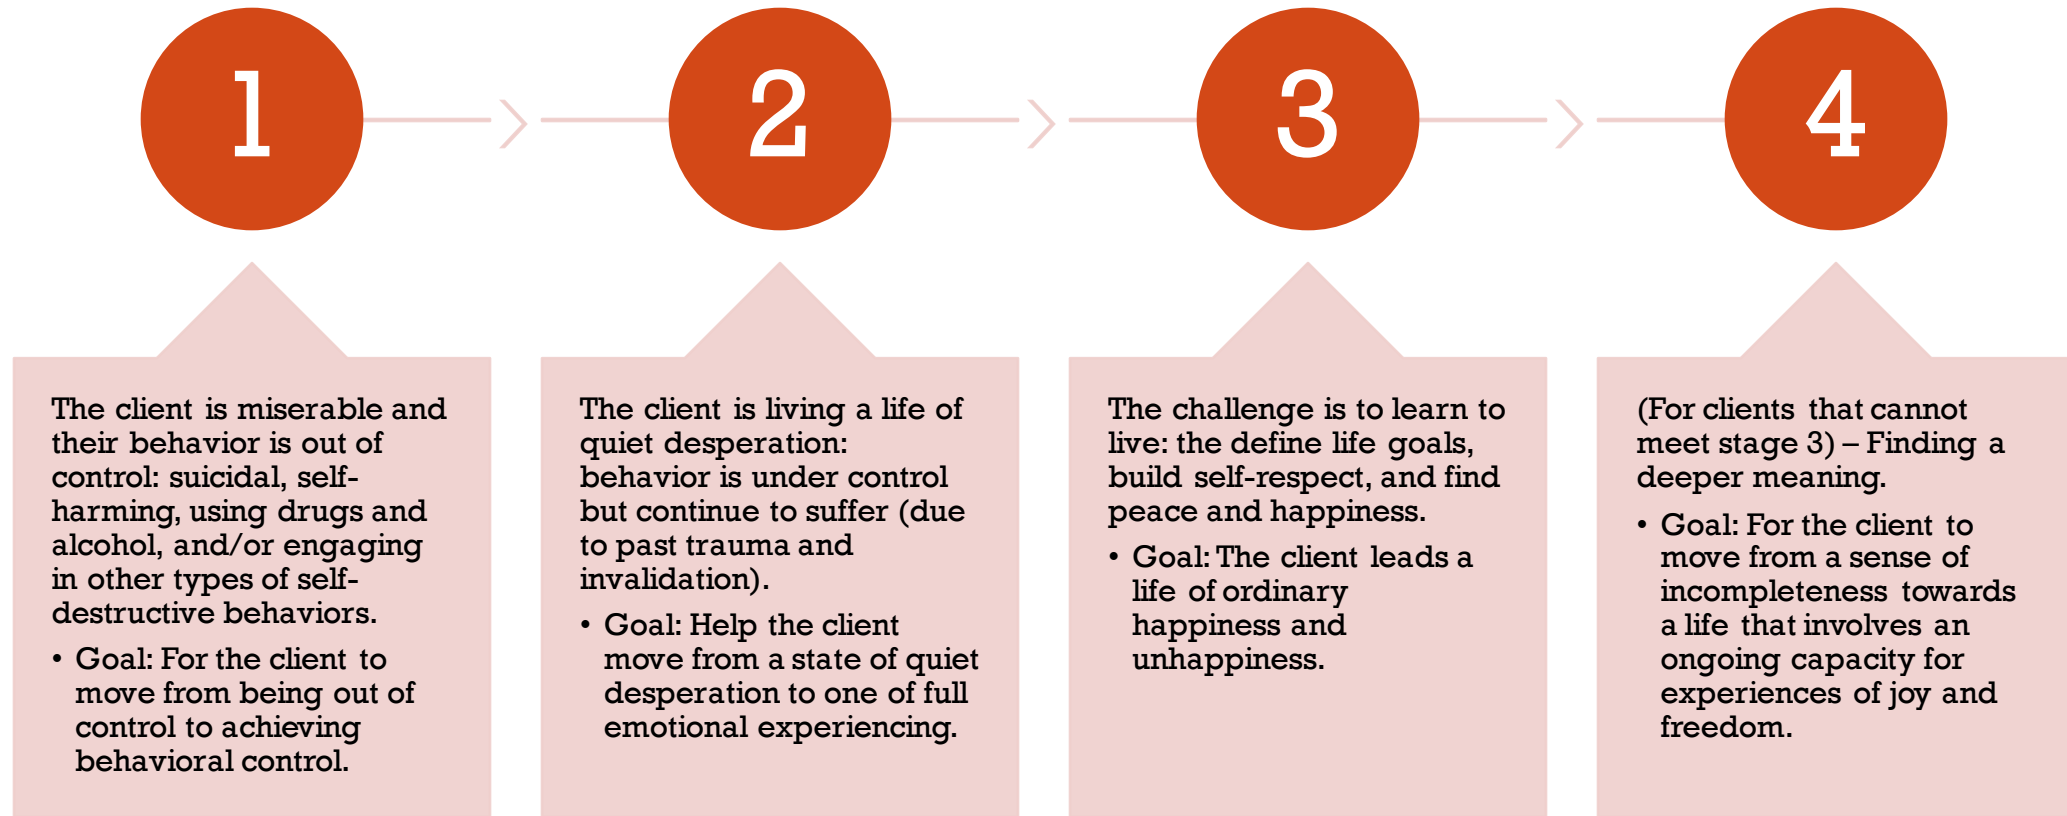 1
2
3
4
The client is miserable and
their behavior is out of
control: suicidal, self-
harming, using drugs and
alcohol, and/or engaging
in other types of self-
destructive behaviors.
• Goal: For the client to
move from being out of
control to achieving
behavioral control.
The client is living a life of
quiet desperation:
behavior is under control
but continue to suffer (due
to past trauma and
invalidation).
• Goal: Help the client
move from a state of quiet
desperation to one of full
emotional experiencing.
The challenge is to learn to
live: the define life goals,
build self-respect, and find
peace and happiness.
• Goal: The client leads a
life of ordinary
happiness and
unhappiness.
(For clients that cannot
meet stage 3) – Finding a
deeper meaning.
• Goal: For the client to
move from a sense of
incompleteness towards
a life that involves an
ongoing capacity for
experiences of joy and
freedom.